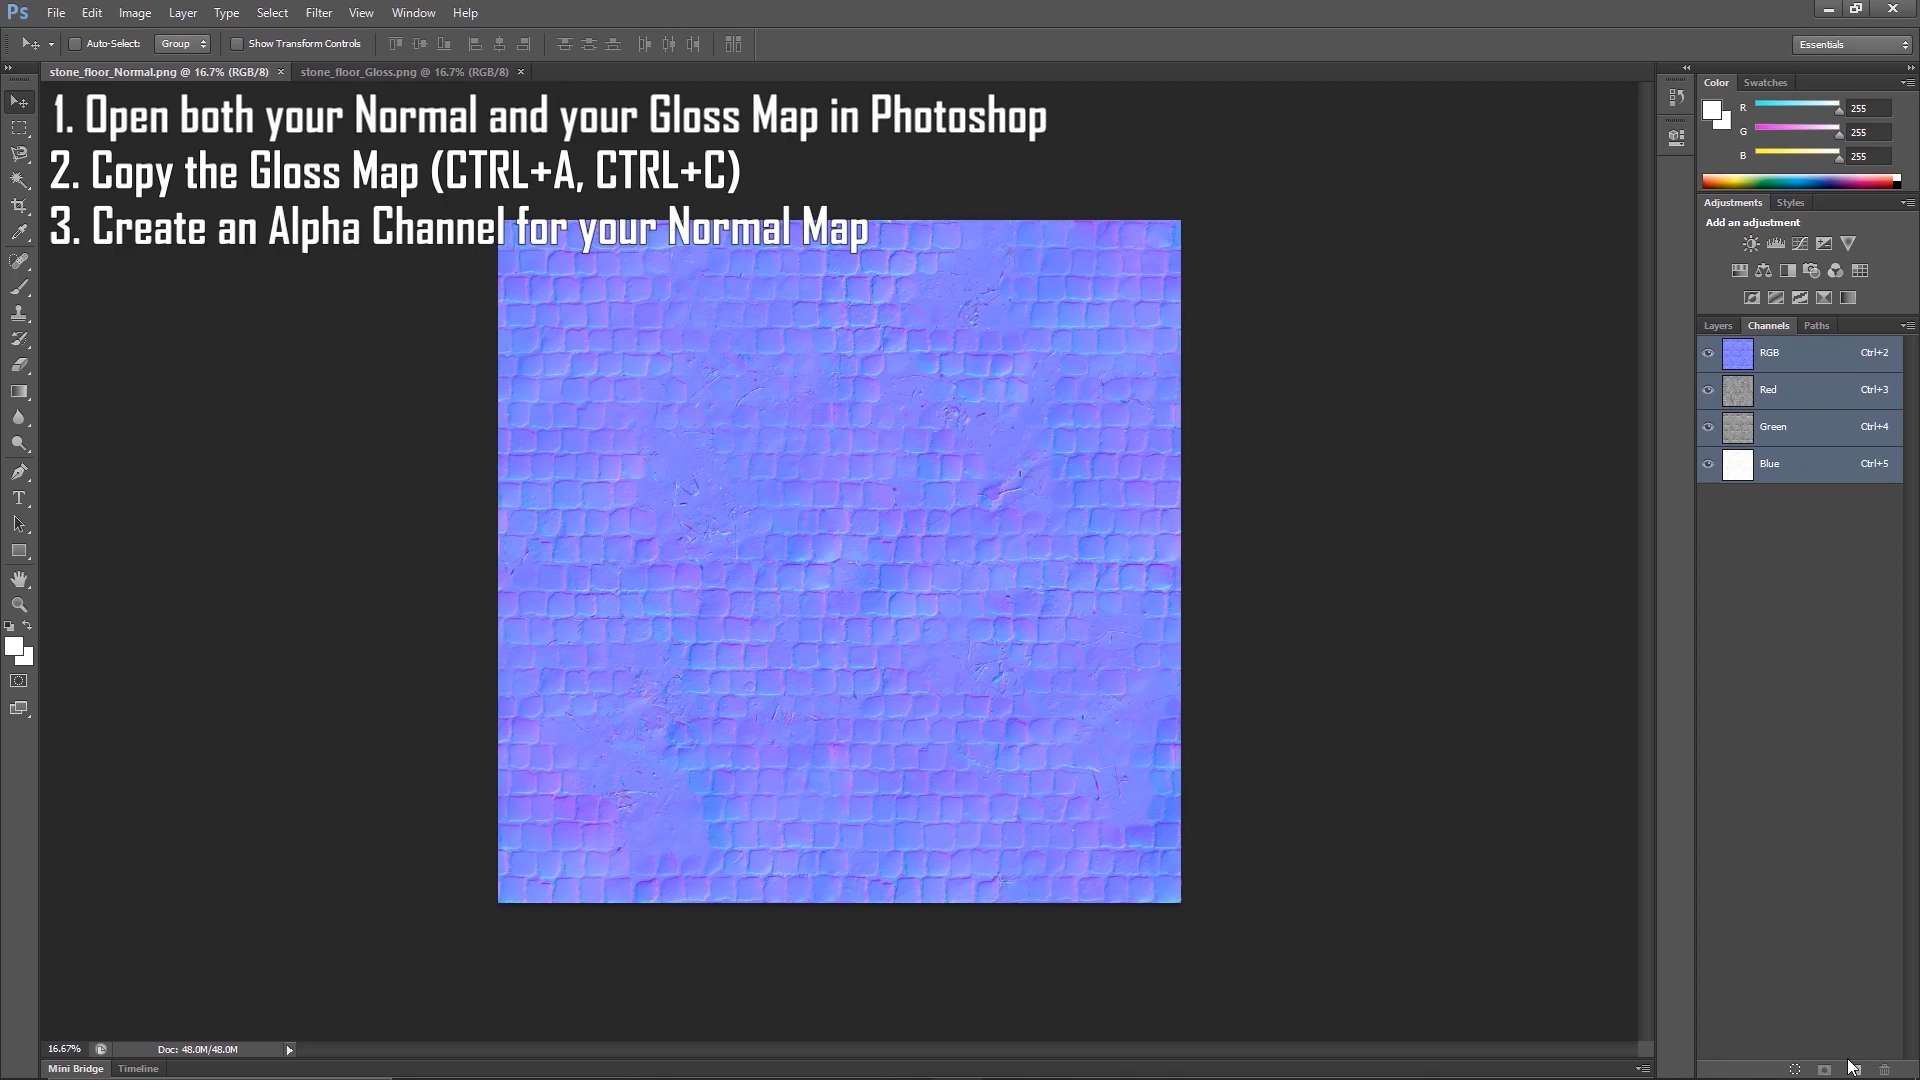 Ps File Edit Image Layer Type Select Filter View Window Help
Auto-Select: Group Show Transform Controls Essentials
stone_floor_Normal.png @ 16.7% (RGB/8) × stone_floor_Gloss.png @ 16.7% (RGB/8) ×
1. Open both your Normal and your Gloss Map in Photoshop
2. Copy the Gloss Map (CTRL+A, CTRL+C)
3. Create an Alpha Channel for your Normal Map
Color Swatches
R 255
G 255
B 255
Adjustments Styles
Add an adjustment
Layers Channels Paths
RGB Ctrl+2
Red Ctrl+3
Green Ctrl+4
Blue Ctrl+5
16.67% Doc: 48.0M/48.0M
Mini Bridge Timeline